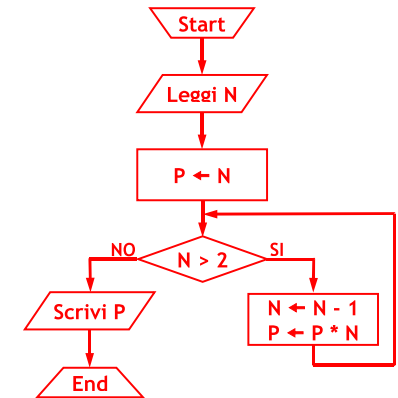 Start
Leggi N
P ← N
NO
SI
N > 2
Scrivi P
N ← N - 1
P ← P * N
End